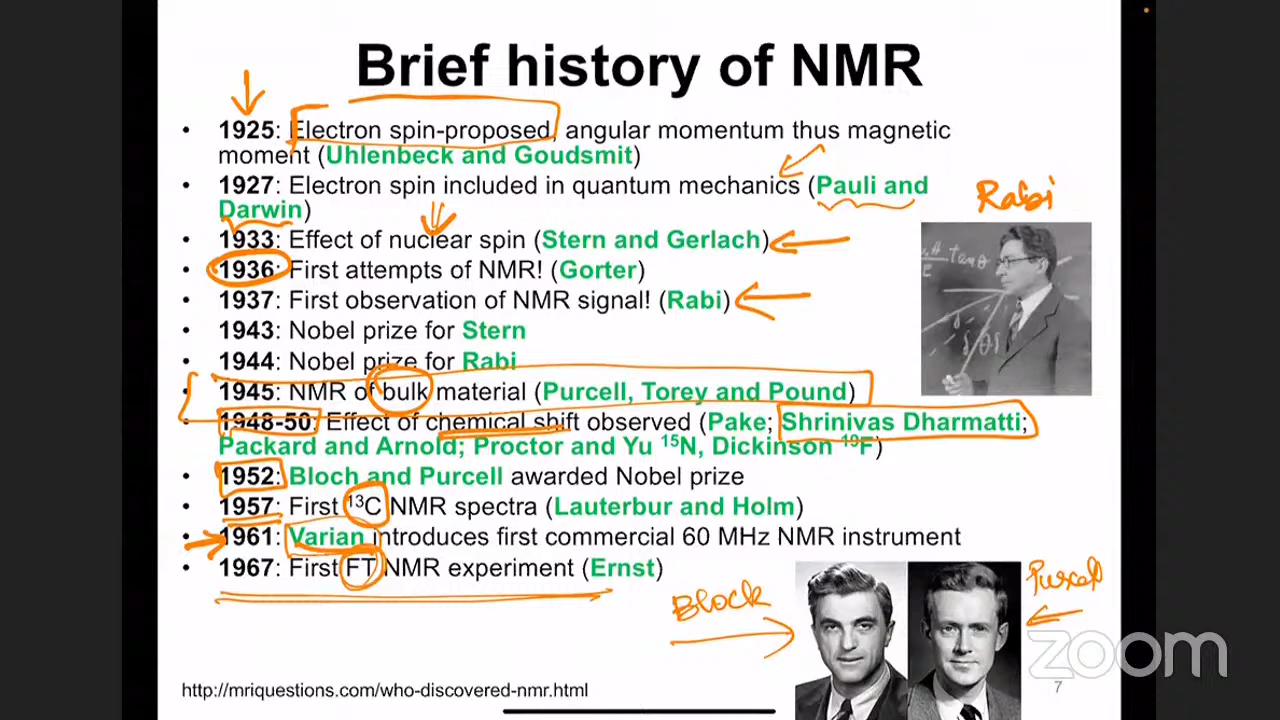 Brief history of NMR
• 1925: Electron spin-proposed, angular momentum thus magnetic
moment (Uhlenbeck and Goudsmit)
• 1927: Electron spin included in quantum mechanics (Pauli and
Darwin)
Rabi
• 1933: Effect of nuclear spin (Stern and Gerlach)
• 1936: First attempts of NMR! (Gorter)
• 1937: First observation of NMR signal! (Rabi)
• 1943: Nobel prize for Stern
• 1944: Nobel prize for Rabi
• 1945: NMR of bulk material (Purcell, Torey and Pound)
• 1948-50: Effect of chemical shift observed (Pake; Shrinivas Dharmatti;
Packard and Arnold; Proctor and Yu ¹⁵N, Dickinson ¹⁹F)
• 1952: Bloch and Purcell awarded Nobel prize
• 1957: First ¹³C NMR spectra (Lauterbur and Holm)
• 1961: Varian introduces first commercial 60 MHz NMR instrument
• 1967: First FT NMR experiment (Ernst)
Block
zoom
http://mriquestions.com/who-discovered-nmr.html
7